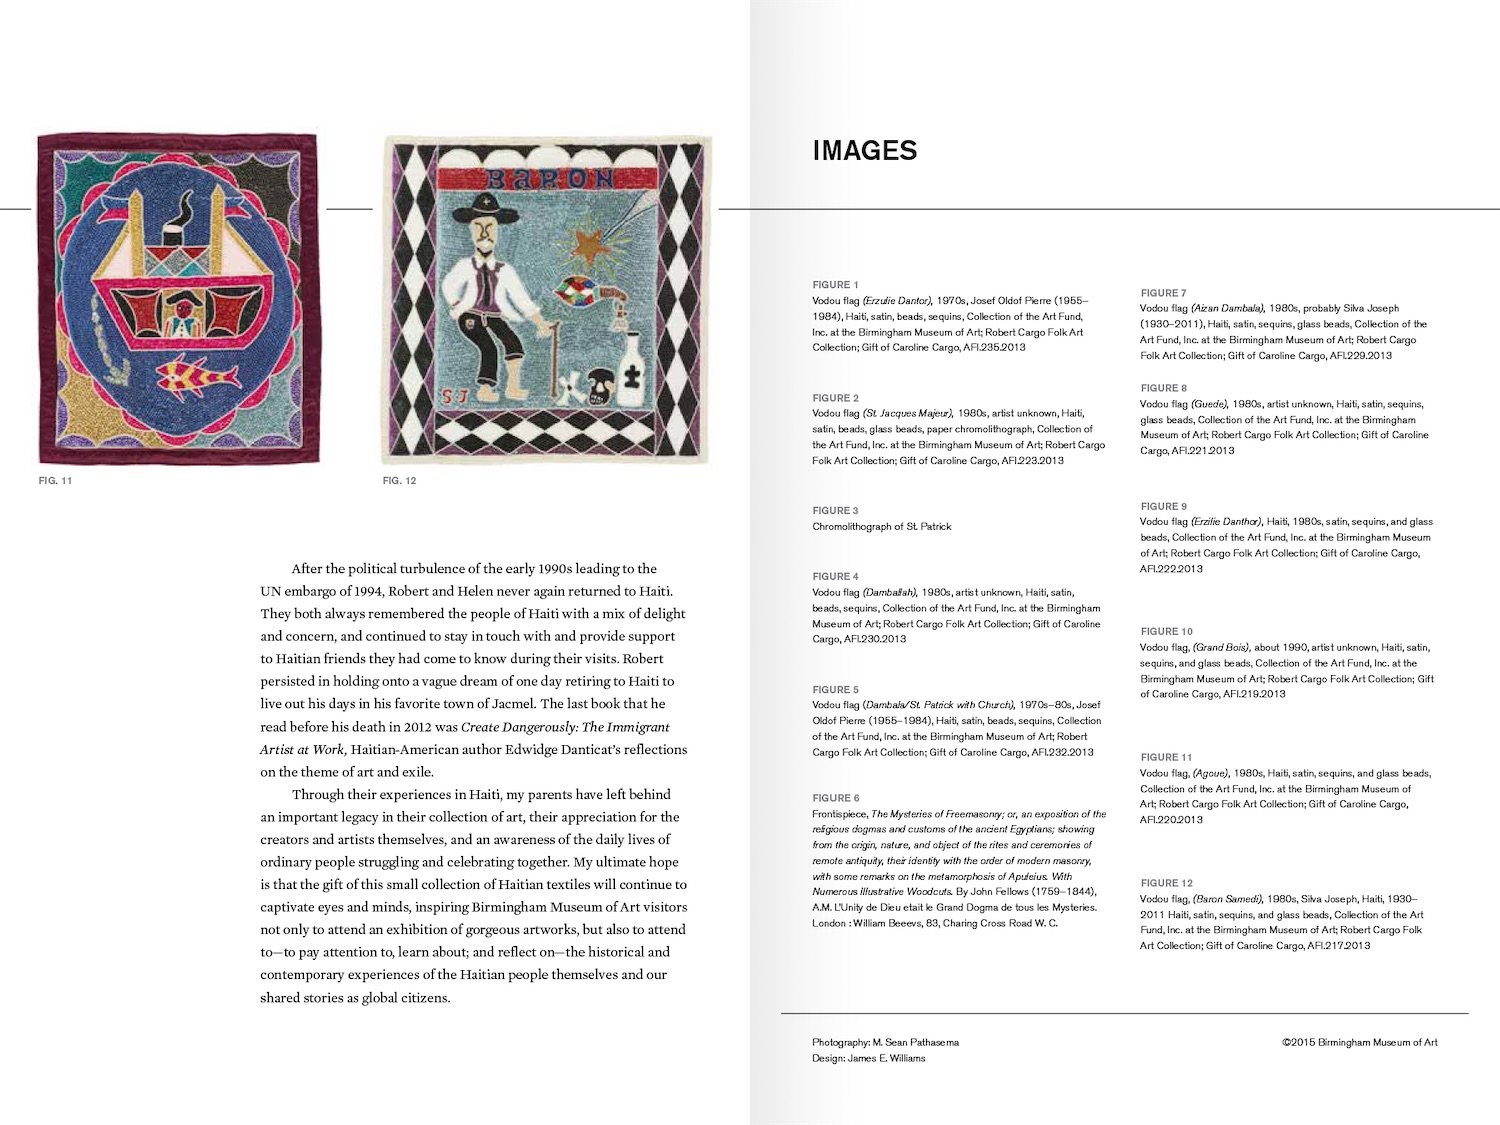 BARON
SJ
FIG. 11
FIG. 12
After the political turbulence of the early 1990s leading to the
UN embargo of 1994, Robert and Helen never again returned to Haiti.
They both always remembered the people of Haiti with a mix of delight
and concern, and continued to stay in touch with and provide support
to Haitian friends they had come to know during their visits. Robert
persisted in holding onto a vague dream of one day retiring to Haiti to
live out his days in his favorite town of Jacmel. The last book that he
read before his death in 2012 was Create Dangerously: The Immigrant
Artist at Work, Haitian-American author Edwidge Danticat's reflections
on the theme of art and exile.
Through their experiences in Haiti, my parents have left behind
an important legacy in their collection of art, their appreciation for the
creators and artists themselves, and an awareness of the daily lives of
ordinary people struggling and celebrating together. My ultimate hope
is that the gift of this small collection of Haitian textiles will continue to
captivate eyes and minds, inspiring Birmingham Museum of Art visitors
not only to attend an exhibition of gorgeous artworks, but also to attend
to—to pay attention to, learn about; and reflect on—the historical and
contemporary experiences of the Haitian people themselves and our
shared stories as global citizens.
IMAGES
FIGURE 1
Vodou flag (Erzulie Dantor), 1970s, Josef Oldof Pierre (1955–
1984), Haiti, satin, beads, sequins, Collection of the Art Fund,
Inc. at the Birmingham Museum of Art; Robert Cargo Folk Art
Collection; Gift of Caroline Cargo, AFI.235.2013
FIGURE 2
Vodou flag (St. Jacques Majeur), 1980s, artist unknown, Haiti,
satin, beads, glass beads, paper chromolithograph, Collection of
the Art Fund, Inc. at the Birmingham Museum of Art; Robert Cargo
Folk Art Collection; Gift of Caroline Cargo, AFI.223.2013
FIGURE 3
Chromolithograph of St. Patrick
FIGURE 4
Vodou flag (Damballah), 1980s, artist unknown, Haiti, satin,
beads, sequins, Collection of the Art Fund, Inc. at the Birmingham
Museum of Art; Robert Cargo Folk Art Collection; Gift of Caroline
Cargo, AFI.230.2013
FIGURE 5
Vodou flag (Dambala/St. Patrick with Church), 1970s–80s, Josef
Oldof Pierre (1955–1984), Haiti, satin, beads, sequins, Collection
of the Art Fund, Inc. at the Birmingham Museum of Art; Robert
Cargo Folk Art Collection; Gift of Caroline Cargo, AFI.232.2013
FIGURE 6
Frontispiece, The Mysteries of Freemasonry; or, an exposition of the
religious dogmas and customs of the ancient Egyptians; showing
from the origin, nature, and object of the rites and ceremonies of
remote antiquity, their identity with the order of modern masonry,
with some remarks on the metamorphosis of Apuleius. With
Numerous Illustrative Woodcuts. By John Fellows (1759–1844),
A.M. L'Unity de Dieu etait le Grand Dogma de tous les Mysteries.
London : William Beeevs, 83, Charing Cross Road W. C.
FIGURE 7
Vodou flag (Aizan Dambala), 1980s, probably Silva Joseph
(1930–2011), Haiti, satin, sequins, glass beads, Collection of the
Art Fund, Inc. at the Birmingham Museum of Art; Robert Cargo
Folk Art Collection; Gift of Caroline Cargo, AFI.229.2013
FIGURE 8
Vodou flag (Guede), 1980s, artist unknown, Haiti, satin, sequins,
glass beads, Collection of the Art Fund, Inc. at the Birmingham
Museum of Art; Robert Cargo Folk Art Collection; Gift of Caroline
Cargo, AFI.221.2013
FIGURE 9
Vodou flag (Erzilie Danthor), Haiti, 1980s, satin, sequins, and glass
beads, Collection of the Art Fund, Inc. at the Birmingham Museum
of Art; Robert Cargo Folk Art Collection; Gift of Caroline Cargo,
AFI.222.2013
FIGURE 10
Vodou flag, (Grand Bois), about 1990, artist unknown, Haiti, satin,
sequins, and glass beads, Collection of the Art Fund, Inc. at the
Birmingham Museum of Art; Robert Cargo Folk Art Collection; Gift
of Caroline Cargo, AFI.219.2013
FIGURE 11
Vodou flag, (Agoue), 1980s, Haiti, satin, sequins, and glass beads,
Collection of the Art Fund, Inc. at the Birmingham Museum of
Art; Robert Cargo Folk Art Collection; Gift of Caroline Cargo,
AFI.220.2013
FIGURE 12
Vodou flag, (Baron Samedi), 1980s, Silva Joseph, Haiti, 1930–
2011 Haiti, satin, sequins, and glass beads, Collection of the Art
Fund, Inc. at the Birmingham Museum of Art; Robert Cargo Folk
Art Collection; Gift of Caroline Cargo, AFI.217.2013
Photography: M. Sean Pathasema
Design: James E. Williams
©2015 Birmingham Museum of Art